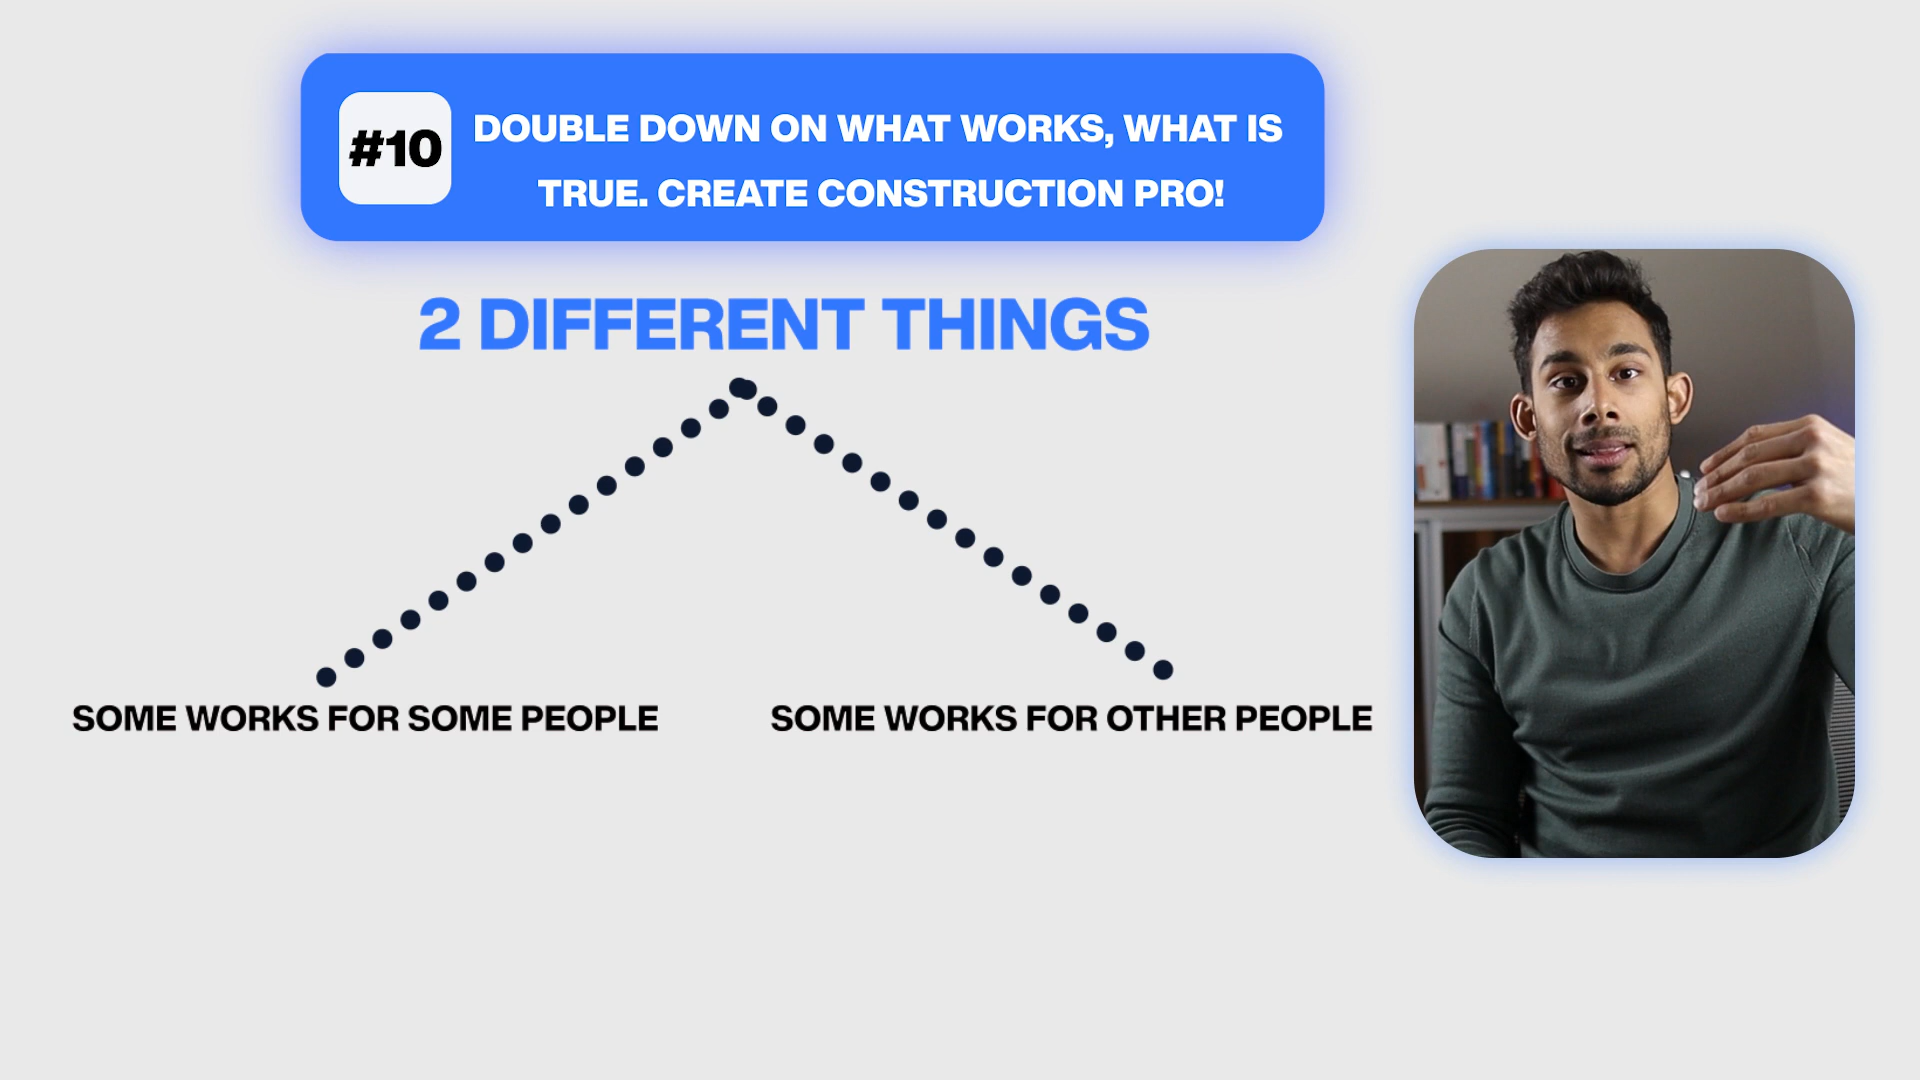 #10
DOUBLE DOWN ON WHAT WORKS, WHAT IS
TRUE. CREATE CONSTRUCTION PRO!
2 DIFFERENT THINGS
SOME WORKS FOR SOME PEOPLE
SOME WORKS FOR OTHER PEOPLE